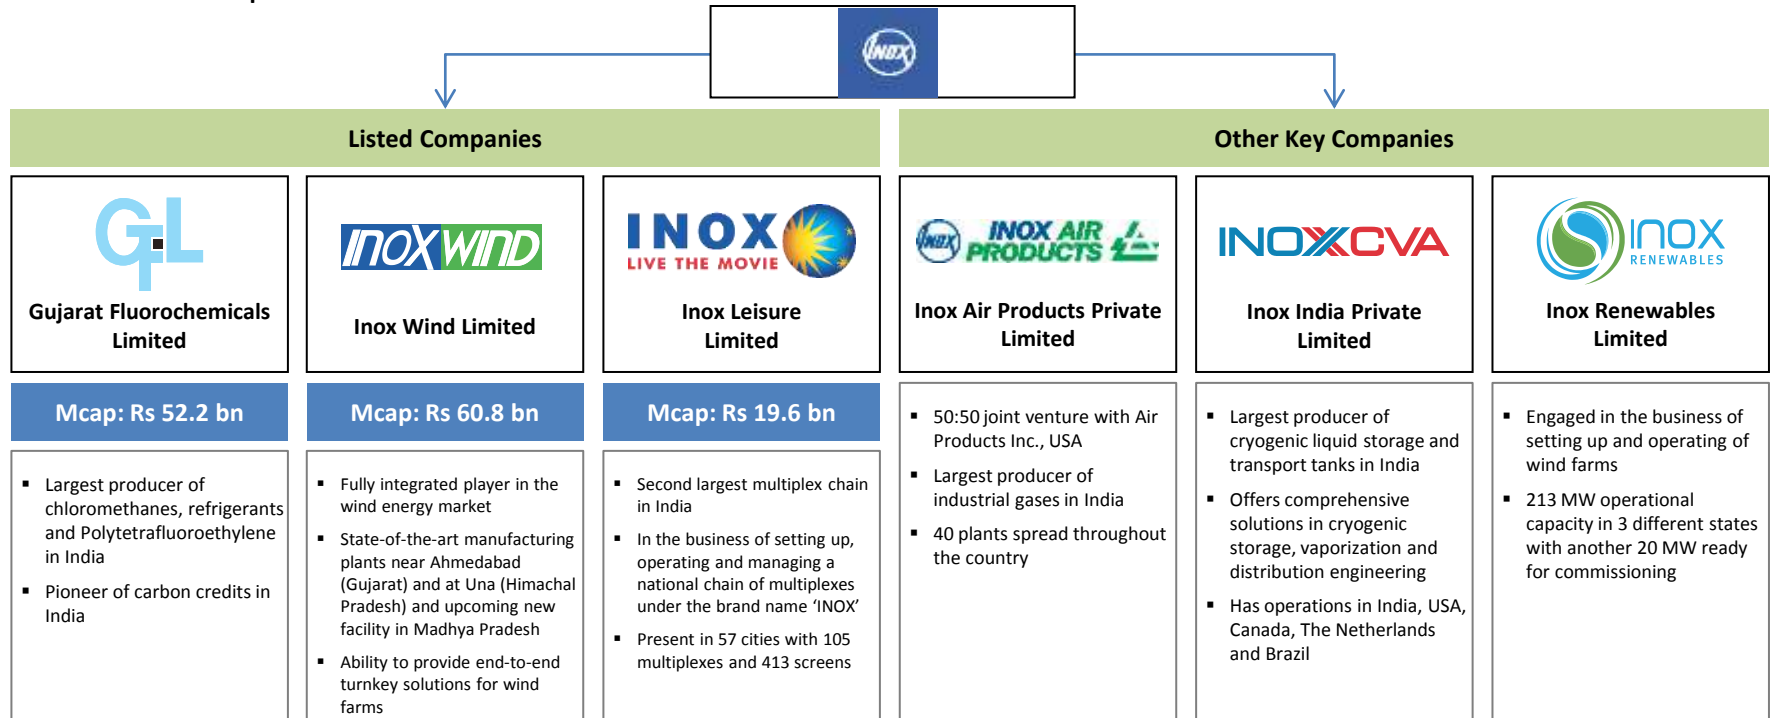 INOX
Listed Companies
Other Key Companies
GFL
Gujarat Fluorochemicals
Limited
INOXWIND
Inox Wind Limited
INOX
LIVE THE MOVIE
Inox Leisure
Limited
INOX
INOX AIR
PRODUCTS
Inox Air Products Private
Limited
INOXCVA
Inox India Private
Limited
INOX
RENEWABLES
Inox Renewables
Limited
Mcap: Rs 52.2 bn
▪ Largest producer of
chloromethanes, refrigerants
and Polytetrafluoroethylene
in India
▪ Pioneer of carbon credits in
India
Mcap: Rs 60.8 bn
▪ Fully integrated player in the
wind energy market
▪ State-of-the-art manufacturing
plants near Ahmedabad
(Gujarat) and at Una (Himachal
Pradesh) and upcoming new
facility in Madhya Pradesh
▪ Ability to provide end-to-end
turnkey solutions for wind
farms
Mcap: Rs 19.6 bn
▪ Second largest multiplex chain
in India
▪ In the business of setting up,
operating and managing a
national chain of multiplexes
under the brand name ‘INOX’
▪ Present in 57 cities with 105
multiplexes and 413 screens
▪ 50:50 joint venture with Air
Products Inc., USA
▪ Largest producer of
industrial gases in India
▪ 40 plants spread throughout
the country
▪ Largest producer of
cryogenic liquid storage and
transport tanks in India
▪ Offers comprehensive
solutions in cryogenic
storage, vaporization and
distribution engineering
▪ Has operations in India, USA,
Canada, The Netherlands
and Brazil
▪ Engaged in the business of
setting up and operating of
wind farms
▪ 213 MW operational
capacity in 3 different states
with another 20 MW ready
for commissioning